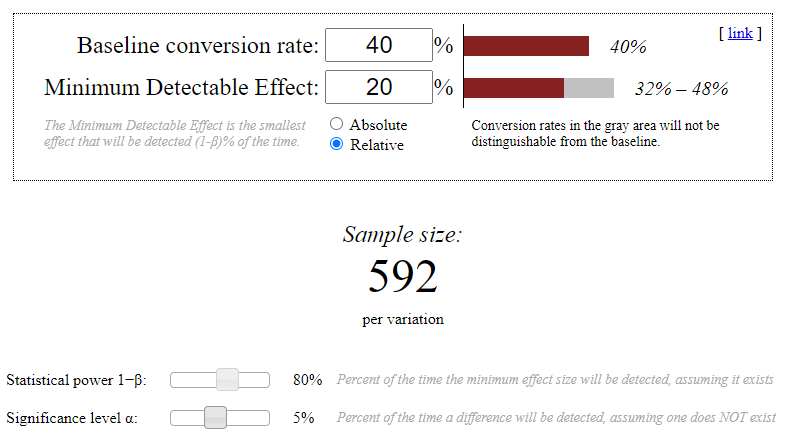 Baseline conversion rate: 40 % 40% [ link ]
Minimum Detectable Effect: 20 % 32% – 48%
The Minimum Detectable Effect is the smallest
effect that will be detected (1-β)% of the time.
Absolute
Relative
Conversion rates in the gray area will not be
distinguishable from the baseline.
Sample size:
592
per variation
Statistical power 1−β: 80% Percent of the time the minimum effect size will be detected, assuming it exists
Significance level α: 5% Percent of the time a difference will be detected, assuming one does NOT exist